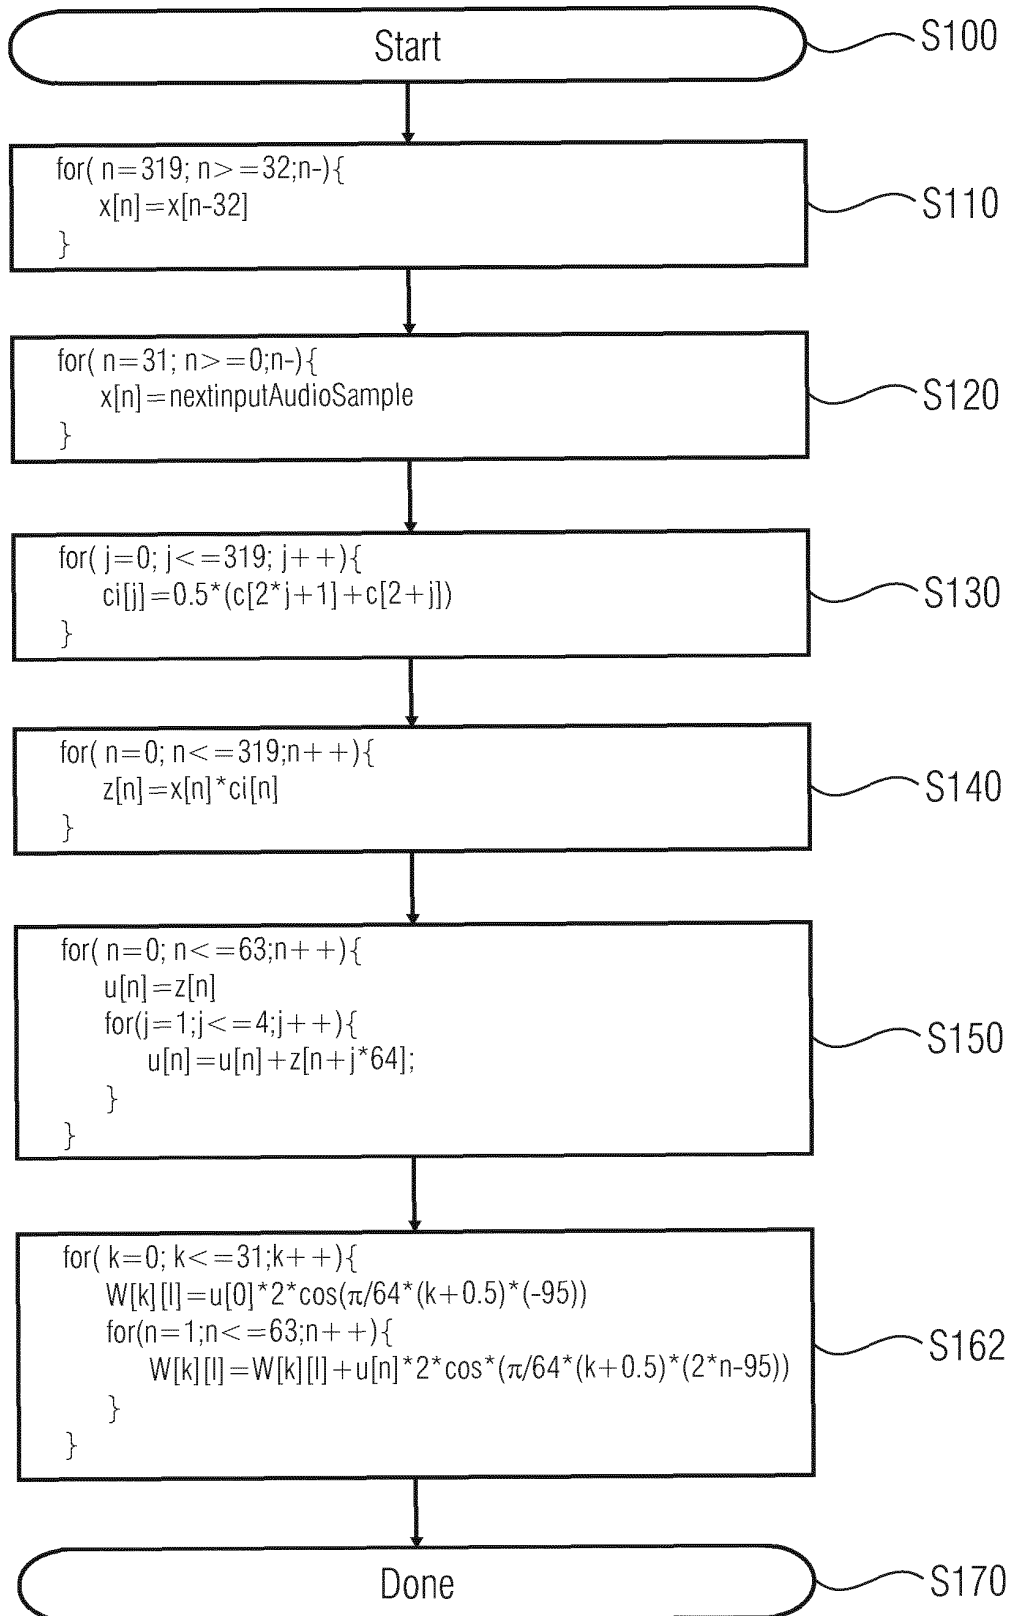 Start
S100
for( n=319; n>=32;n-){
x[n]=x[n-32]
}
S110
for( n=31; n>=0;n-){
x[n]=nextinputAudioSample
}
S120
for( j=0; j<=319; j++){
ci[j]=0.5*(c[2*j+1]+c[2+j])
}
S130
for( n=0; n<=319;n++){
z[n]=x[n]*ci[n]
}
S140
for( n=0; n<=63;n++){
u[n]=z[n]
for(j=1;j<=4;j++){
u[n]=u[n]+z[n+j*64];
}
}
S150
for( k=0; k<=31;k++){
W[k][l]=u[0]*2*cos(π/64*(k+0.5)*(-95))
for(n=1;n<=63;n++){
W[k][l]=W[k][l]+u[n]*2*cos*(π/64*(k+0.5)*(2*n-95))
}
}
S162
Done
S170